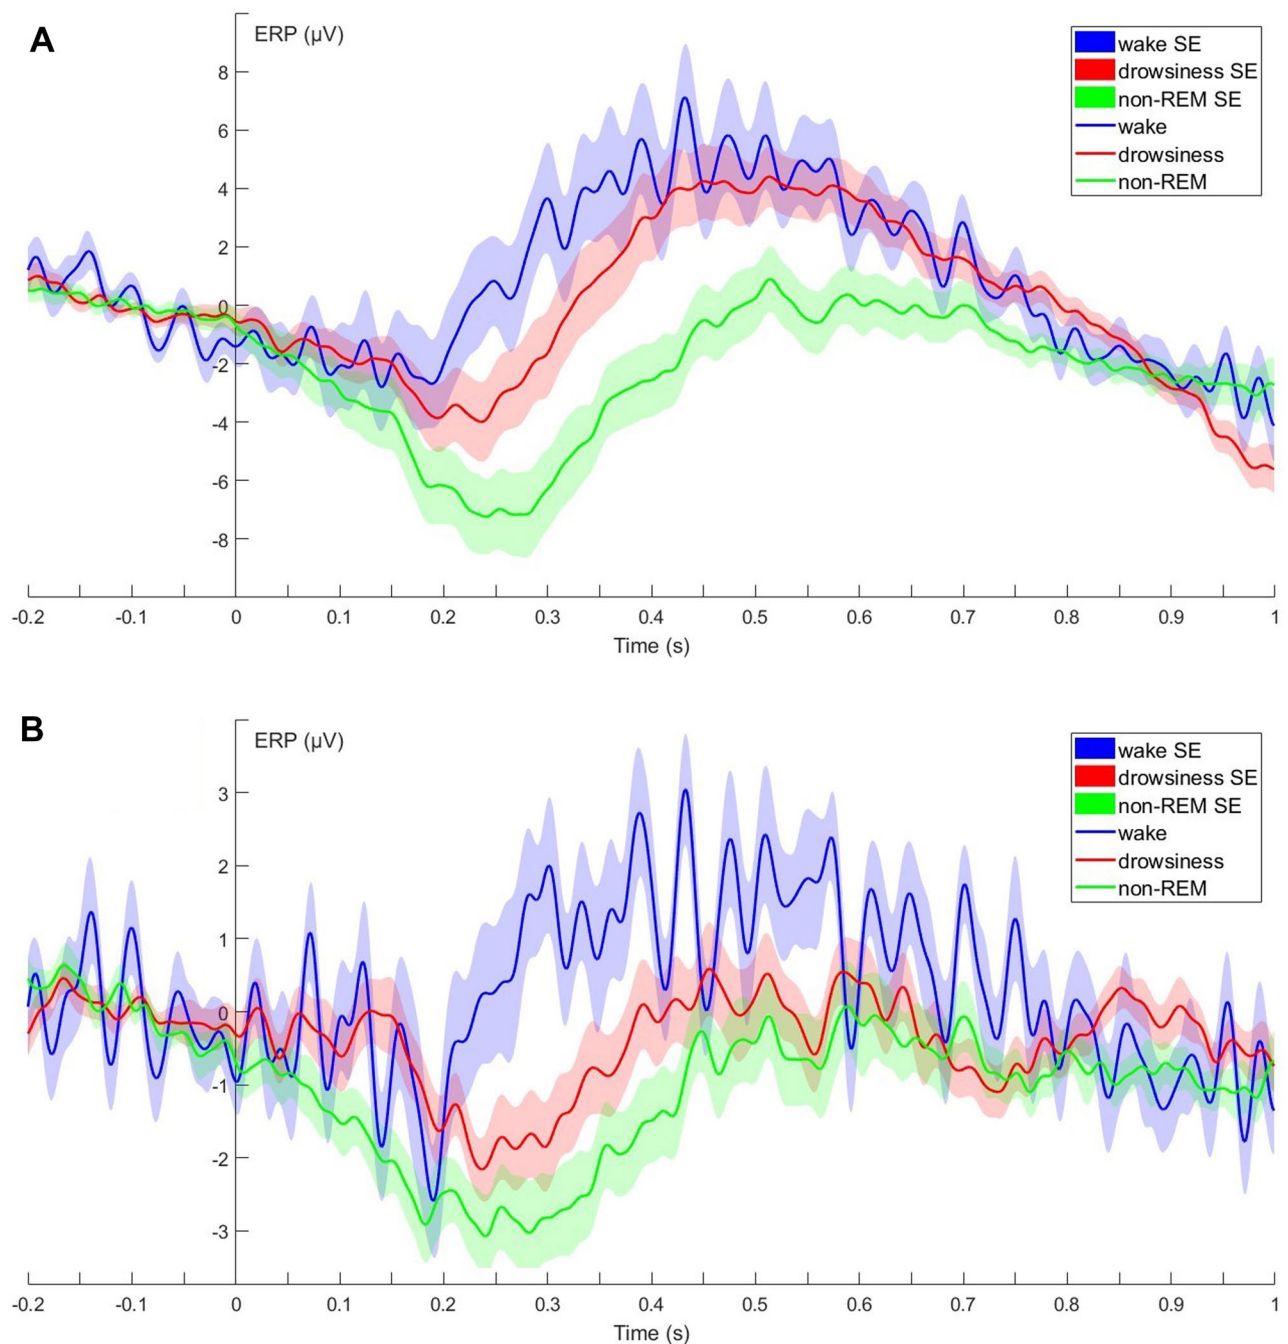 A
ERP (µV)
wake SE
drowsiness SE
non-REM SE
wake
drowsiness
non-REM
8
6
4
2
0
-2
-4
-6
-8
-0.2 -0.1 0 0.1 0.2 0.3 0.4 0.5 0.6 0.7 0.8 0.9 1
Time (s)
B
ERP (µV)
wake SE
drowsiness SE
non-REM SE
wake
drowsiness
non-REM
3
2
1
0
-1
-2
-3
-0.2 -0.1 0 0.1 0.2 0.3 0.4 0.5 0.6 0.7 0.8 0.9 1
Time (s)